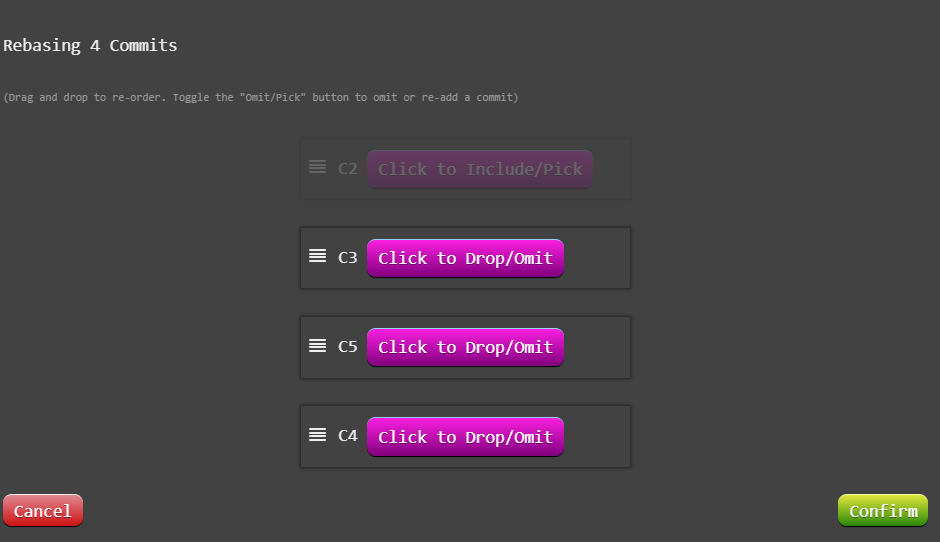 Rebasing 4 Commits
(Drag and drop to re-order. Toggle the "Omit/Pick" button to omit or re-add a commit)
C2 Click to Include/Pick
C3 Click to Drop/Omit
C5 Click to Drop/Omit
C4 Click to Drop/Omit
Cancel Confirm